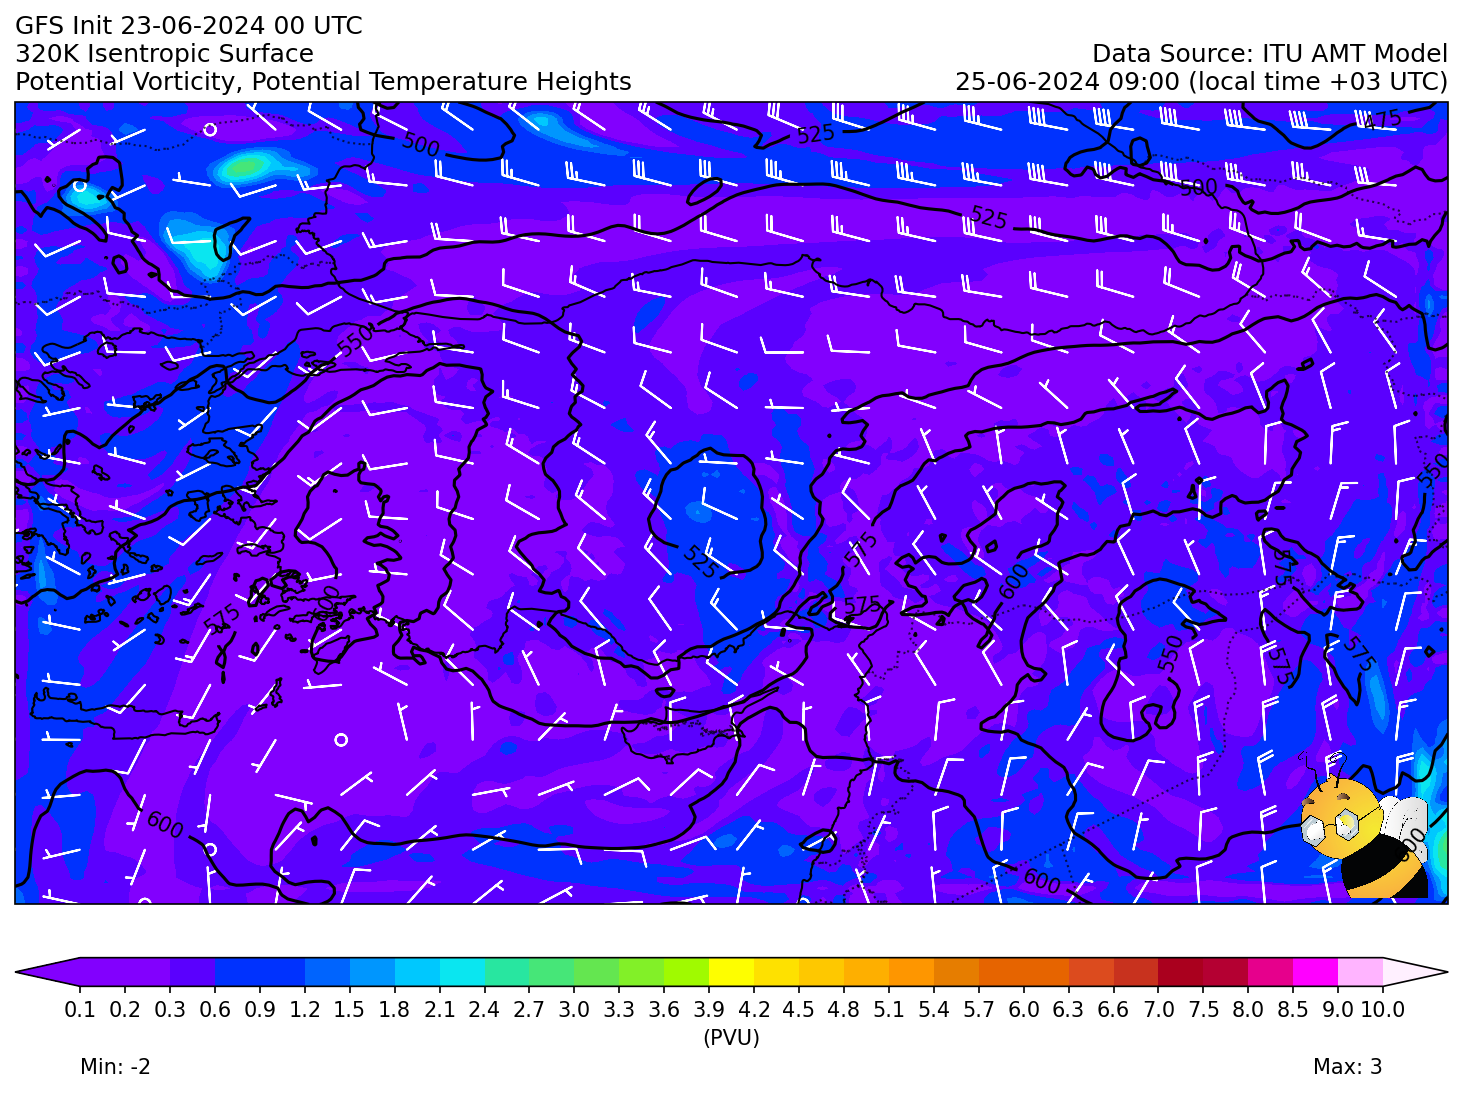 GFS Init 23-06-2024 00 UTC
320K Isentropic Surface
Data Source: ITU AMT Model
Potential Vorticity, Potential Temperature Heights
25-06-2024 09:00 (local time +03 UTC)
475
525
500
500
525
550
550
525
575
575
575
600
575
550
575
575
600
600
600
0.1 0.2 0.3 0.6 0.9 1.2 1.5 1.8 2.1 2.4 2.7 3.0 3.3 3.6 3.9 4.2 4.5 4.8 5.1 5.4 5.7 6.0 6.3 6.6 7.0 7.5 8.0 8.5 9.0 10.0
(PVU)
Min: -2
Max: 3